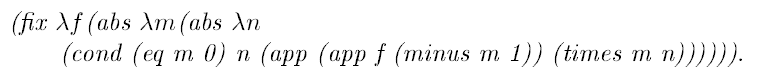 (fix λf(abs λm(abs λn
(cond (eq m 0) n (app (app f (minus m 1)) (times m n)))))).